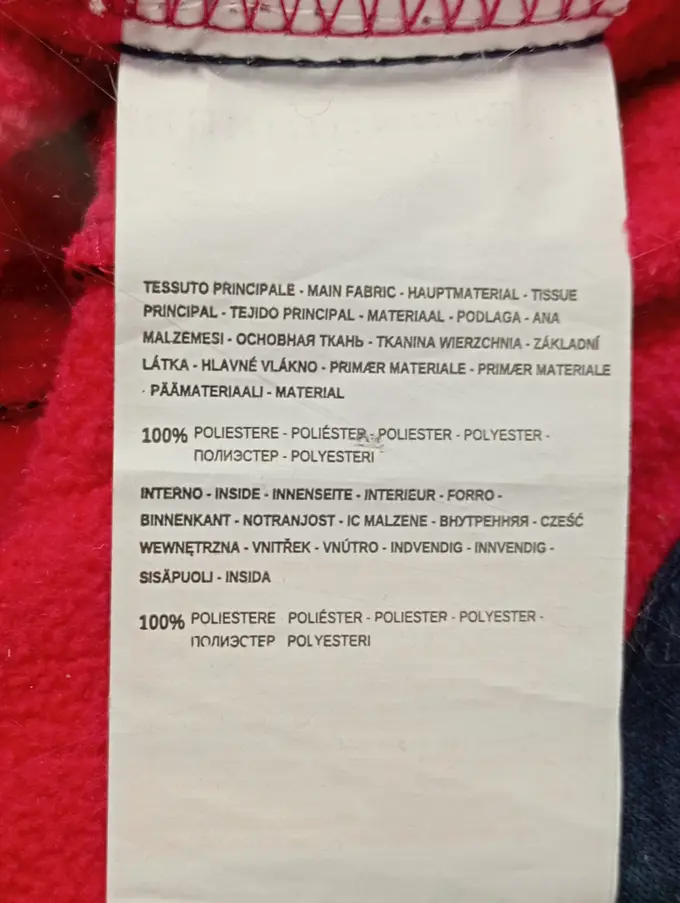 TESSUTO PRINCIPALE - MAIN FABRIC - HAUPTMATERIAL - TISSUE
PRINCIPAL - TEJIDO PRINCIPAL - MATERIAAL - PODLAGA - ANA
MALZEMESI - ОСНОВНАЯ ТКАНЬ - TKANINA WIERZCHNIA - ZÁKLADNÍ
LÁTKA - HLAVNÉ VLÁKNO - PRIMÆR MATERIALE - PRIMÆR MATERIALE
- PÄÄMATERIAALI - MATERIAL
100% POLIESTERE - POLIÉSTER - POLIESTER - POLYESTER -
ПОЛИЭСТЕР - POLYESTERI
INTERNO - INSIDE - INNENSEITE - INTERIEUR - FORRO -
BINNENKANT - NOTRANJOST - IC MALZENE - ВНУТРЕННЯЯ - CZEŚĆ
WEWNĘTRZNA - VNITŘEK - VNÚTRO - INDVENDIG - INNVENDIG -
SISÄPUOLI - INSIDA
100% POLIESTERE POLIÉSTER - POLIESTER - POLYESTER -
ПОЛИЭСТЕР POLYESTERI